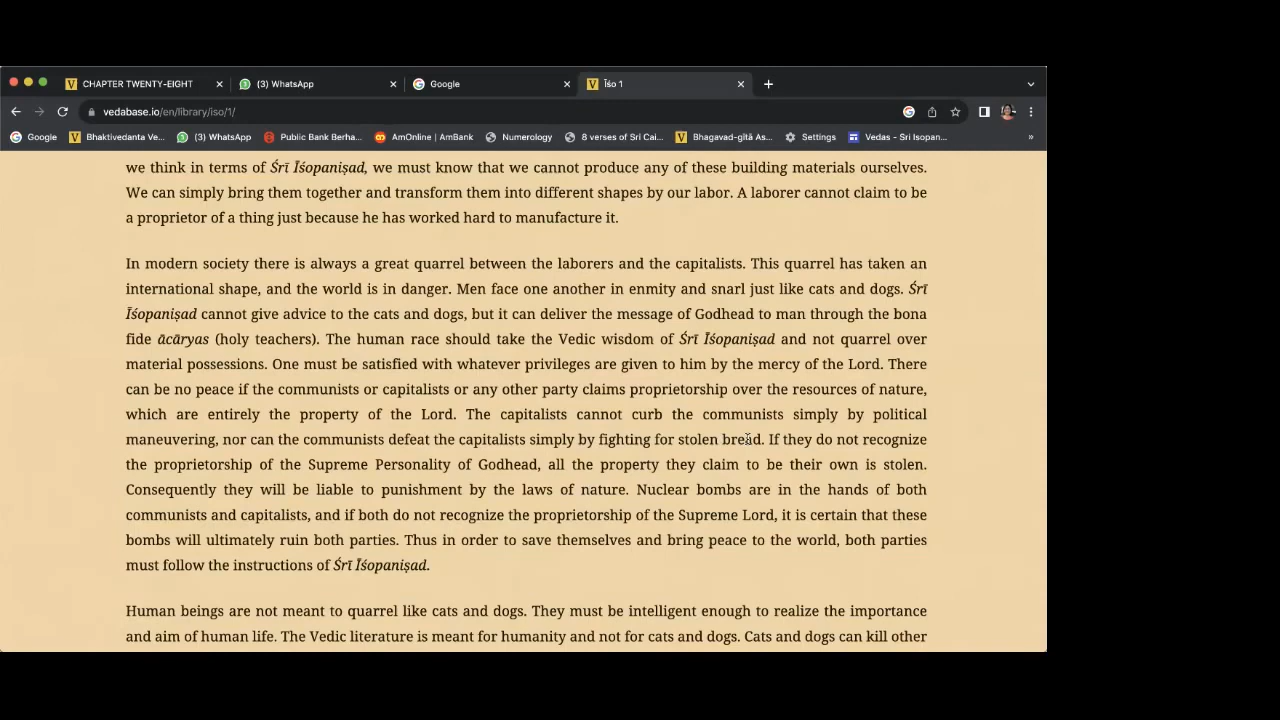 CHAPTER TWENTY-EIGHT
(3) WhatsApp
Google
Īśo 1
vedabase.io/en/library/iso/1/
Google
Bhaktivedanta Ve...
(3) WhatsApp
Public Bank Berha...
AmOnline | AmBank
Numerology
8 verses of Sri Cai...
Bhagavad-gītā As...
Settings
Vedas - Sri Isopan...
»
we think in terms of Śrī Īśopaniṣad, we must know that we cannot produce any of these building materials ourselves.
We can simply bring them together and transform them into different shapes by our labor. A laborer cannot claim to be
a proprietor of a thing just because he has worked hard to manufacture it.
In modern society there is always a great quarrel between the laborers and the capitalists. This quarrel has taken an
international shape, and the world is in danger. Men face one another in enmity and snarl just like cats and dogs. Śrī
Īśopaniṣad cannot give advice to the cats and dogs, but it can deliver the message of Godhead to man through the bona
fide ācāryas (holy teachers). The human race should take the Vedic wisdom of Śrī Īśopaniṣad and not quarrel over
material possessions. One must be satisfied with whatever privileges are given to him by the mercy of the Lord. There
can be no peace if the communists or capitalists or any other party claims proprietorship over the resources of nature,
which are entirely the property of the Lord. The capitalists cannot curb the communists simply by political
maneuvering, nor can the communists defeat the capitalists simply by fighting for stolen bread. If they do not recognize
the proprietorship of the Supreme Personality of Godhead, all the property they claim to be their own is stolen.
Consequently they will be liable to punishment by the laws of nature. Nuclear bombs are in the hands of both
communists and capitalists, and if both do not recognize the proprietorship of the Supreme Lord, it is certain that these
bombs will ultimately ruin both parties. Thus in order to save themselves and bring peace to the world, both parties
must follow the instructions of Śrī Īśopaniṣad.
Human beings are not meant to quarrel like cats and dogs. They must be intelligent enough to realize the importance
and aim of human life. The Vedic literature is meant for humanity and not for cats and dogs. Cats and dogs can kill other